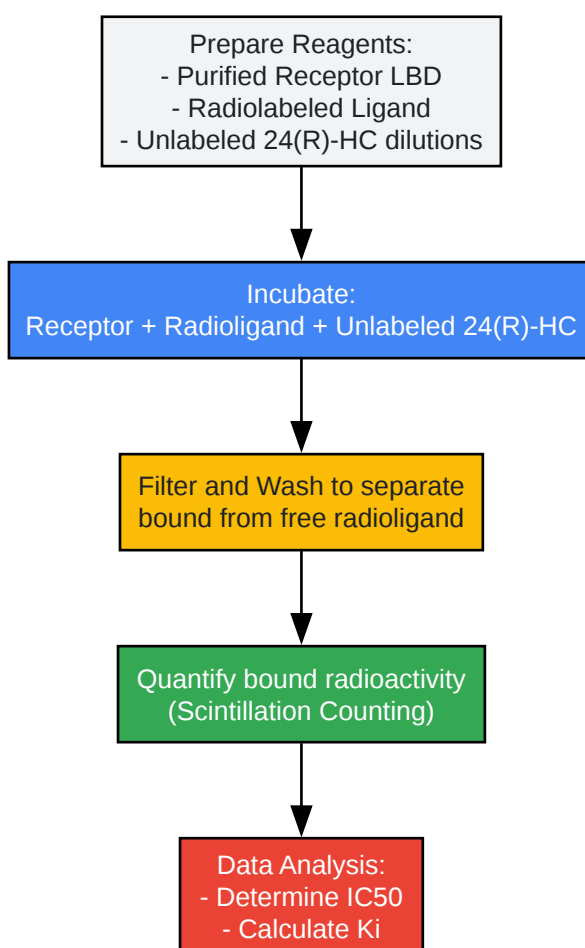 Prepare Reagents:
- Purified Receptor LBD
- Radiolabeled Ligand
- Unlabeled 24(R)-HC dilutions
Incubate:
Receptor + Radioligand + Unlabeled 24(R)-HC
Filter and Wash to separate
bound from free radioligand
Quantify bound radioactivity
(Scintillation Counting)
Data Analysis:
- Determine IC50
- Calculate Ki